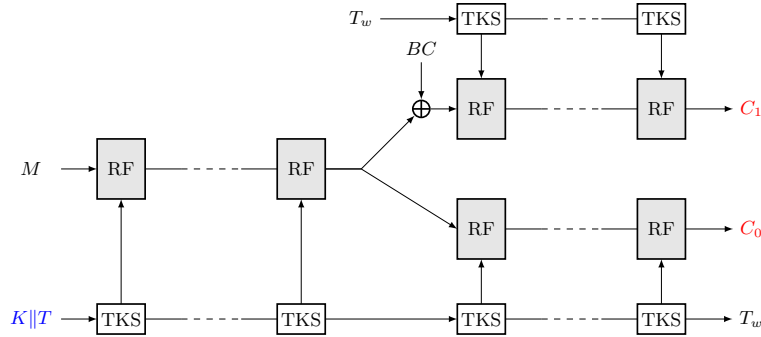 T_w TKS TKS
BC
RF RF C_1
M RF RF
RF RF C_0
K||T TKS TKS TKS TKS T_w